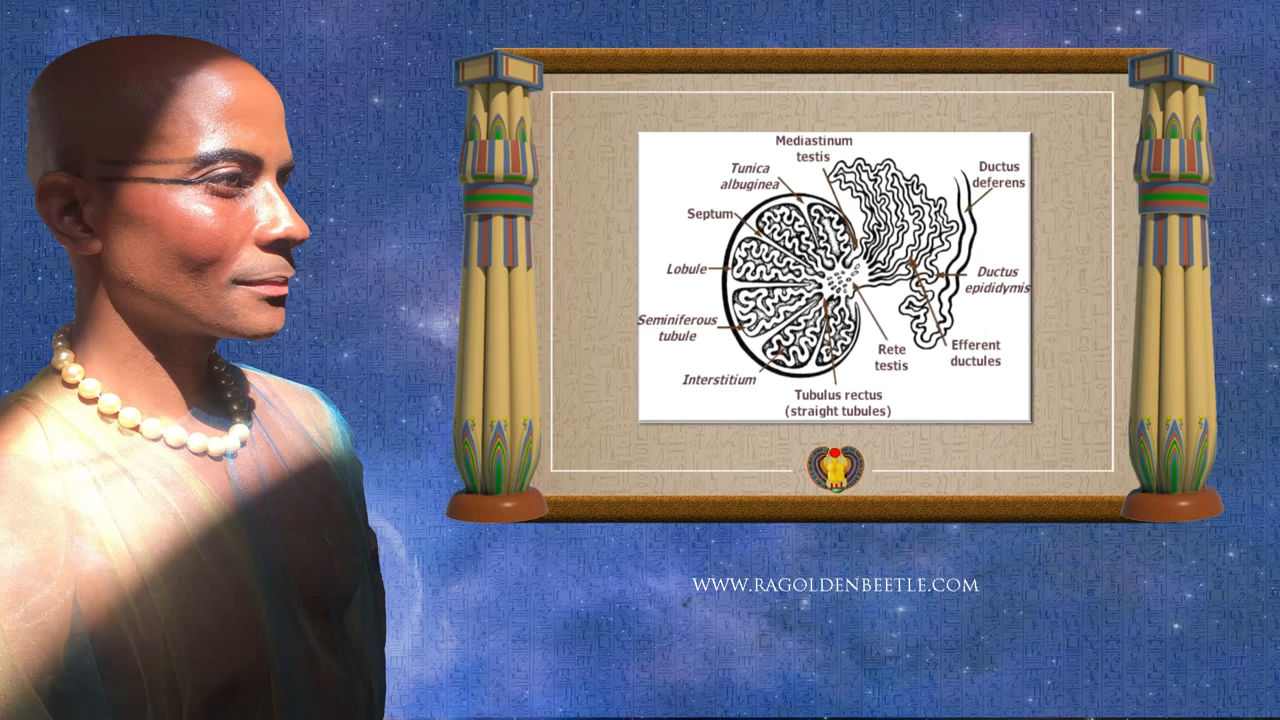 Mediastinum
testis
Tunica
albuginea
Ductus
deferens
Septum
Lobule
Ductus
epididymis
Seminiferous
tubule
Efferent
ductules
Rete
testis
Interstitium
Tubulus rectus
(straight tubules)
WWW.RAGOLDENBEETLE.COM